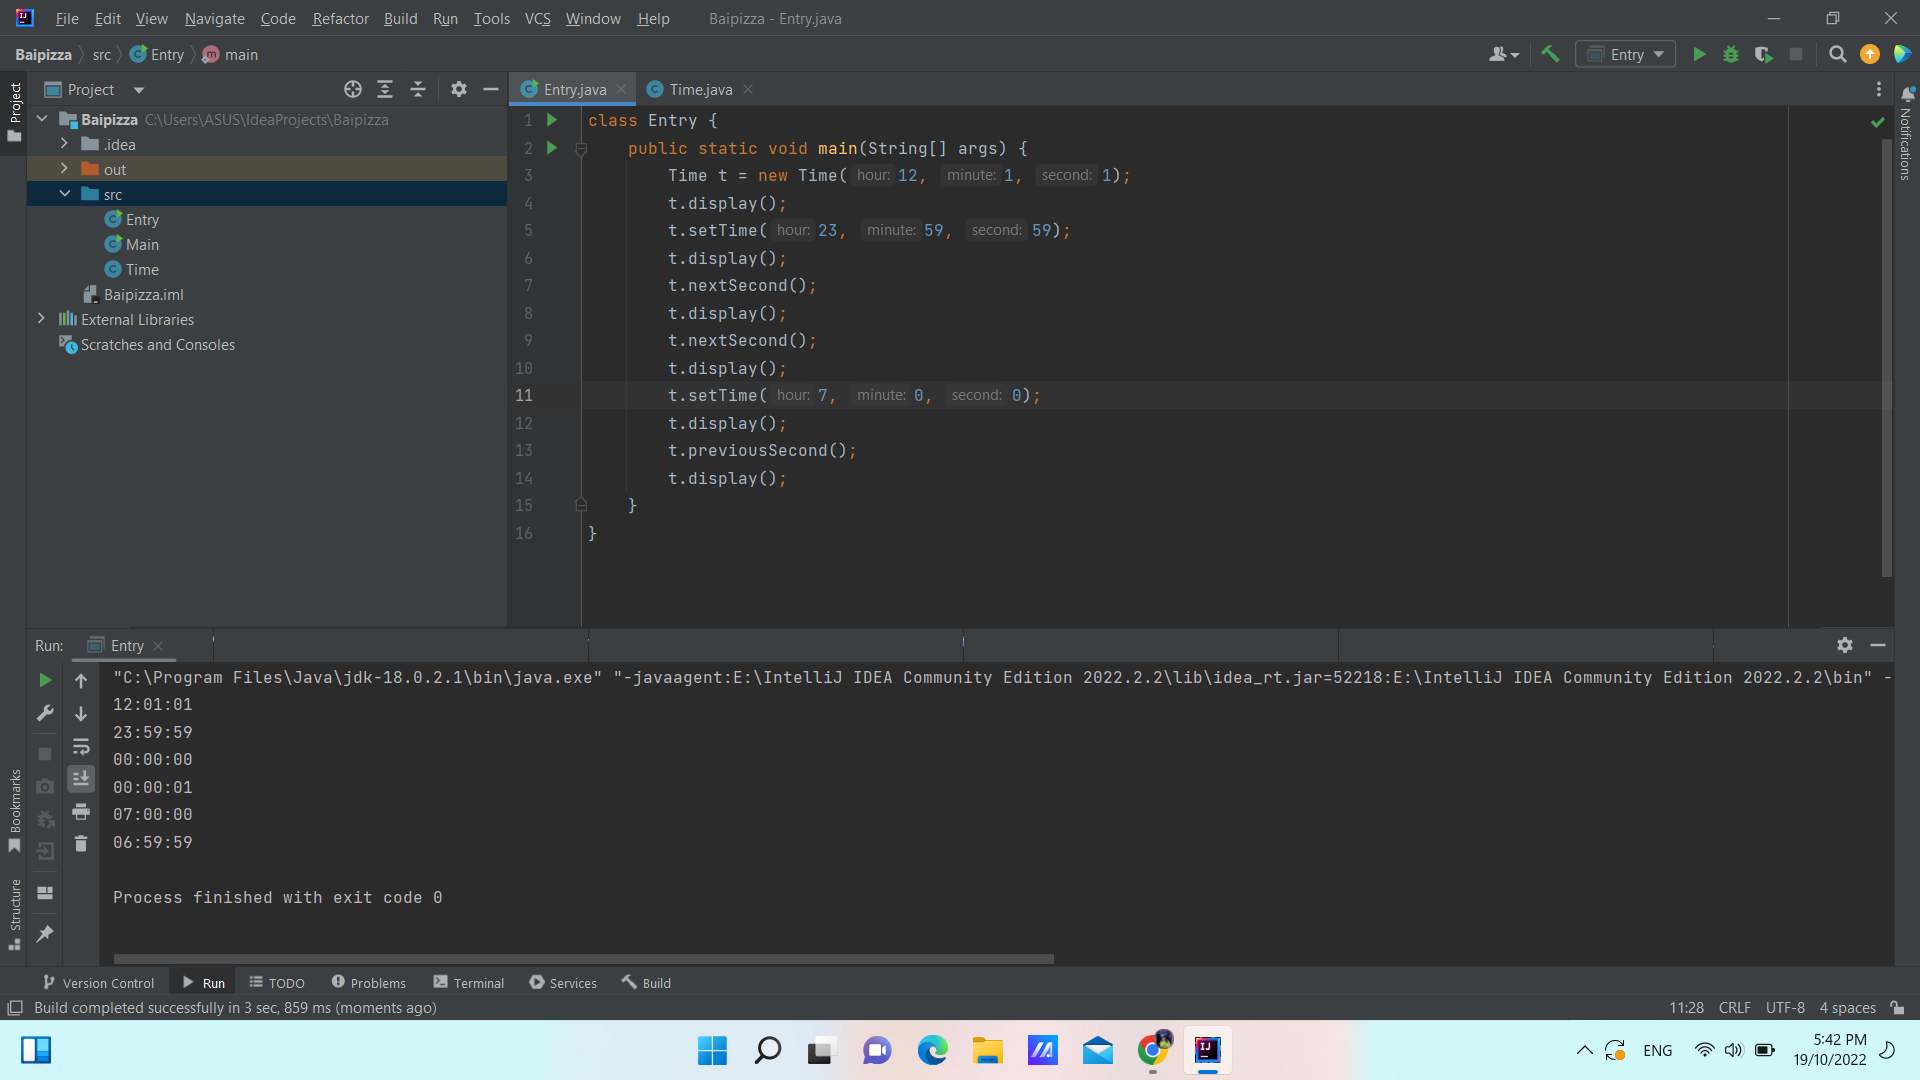 File Edit View Navigate Code Refactor Build Run Tools VCS Window Help Baipizza - Entry.java
Baipizza src Entry m main Entry
Project Entry.java Time.java
Project
Baipizza C:\Users\ASUS\IdeaProjects\Baipizza
.idea
out
src
Entry
Main
Time
Baipizza.iml
External Libraries
Scratches and Consoles
1 class Entry {
2 public static void main(String[] args) {
3 Time t = new Time( hour: 12, minute: 1, second: 1);
4 t.display();
5 t.setTime( hour: 23, minute: 59, second: 59);
6 t.display();
7 t.nextSecond();
8 t.display();
9 t.nextSecond();
10 t.display();
11 t.setTime( hour: 7, minute: 0, second: 0);
12 t.display();
13 t.previousSecond();
14 t.display();
15 }
16 }
Notifications
Run: Entry
"C:\Program Files\Java\jdk-18.0.2.1\bin\java.exe" "-javaagent:E:\IntelliJ IDEA Community Edition 2022.2.2\lib\idea_rt.jar=52218:E:\IntelliJ IDEA Community Edition 2022.2.2\bin" -
12:01:01
23:59:59
00:00:00
00:00:01
07:00:00
06:59:59
Process finished with exit code 0
Bookmarks
Structure
Version Control Run TODO Problems Terminal Services Build
Build completed successfully in 3 sec, 859 ms (moments ago) 11:28 CRLF UTF-8 4 spaces
ENG 5:42 PM
19/10/2022